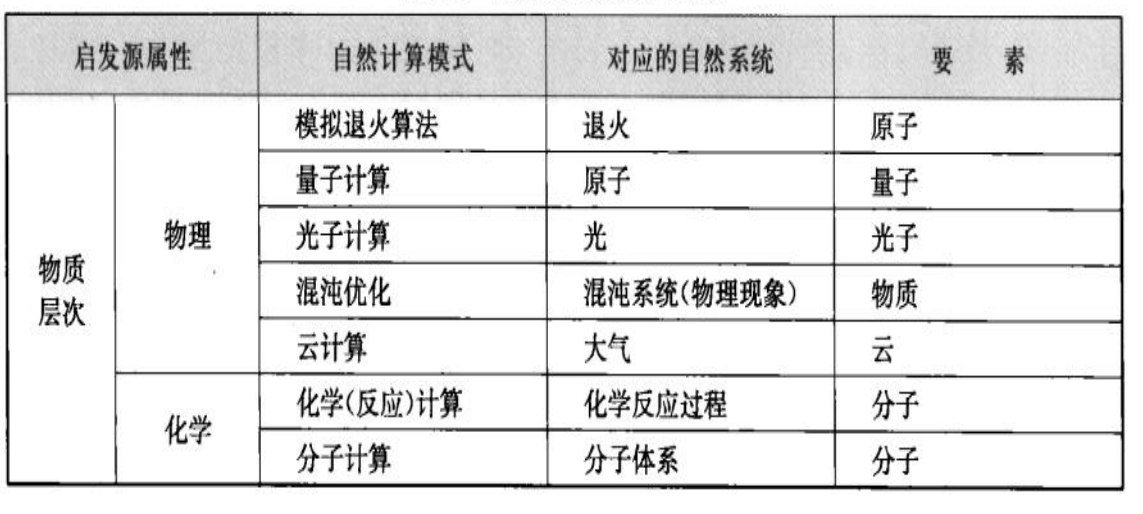 启发源属性 自然计算模式 对应的自然系统 要 素
物质层次 物理 模拟退火算法 退火 原子
量子计算 原子 量子
光子计算 光 光子
混沌优化 混沌系统(物理现象) 物质
云计算 大气 云
化学 化学(反应)计算 化学反应过程 分子
分子计算 分子体系 分子